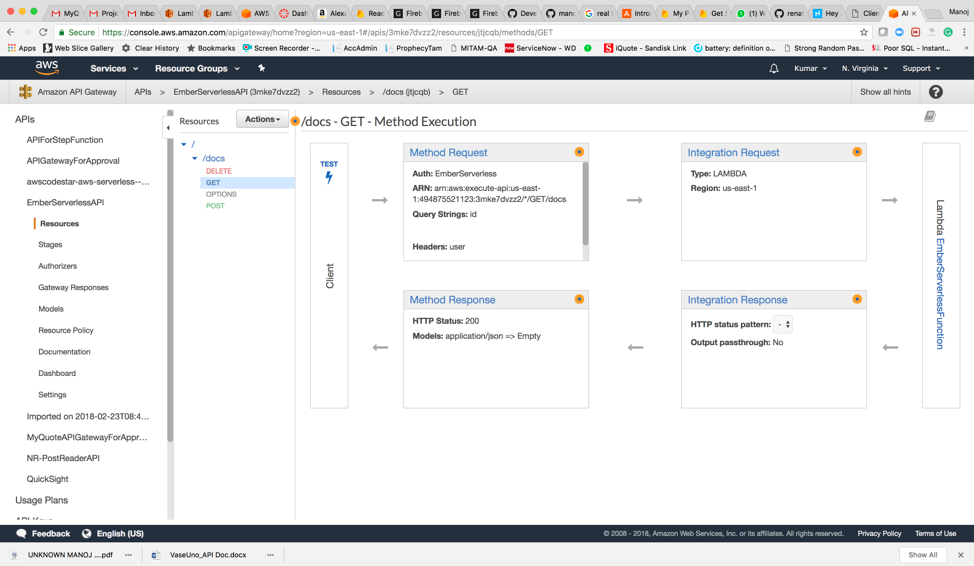 MyQ
Proje
Inbo
Lam
Lam
AWS
Dash
Alexa
Reac
Fireb
Fireb
Fireb
Deve
mano
real t
rena
Intro
My P
Get
(1) W
Hey
rena
Client
A
Manoj
Secure https://console.aws.amazon.com/apigateway/home?region=us-east-1#/apis/3mke7dvzz2/resources/jtjcqb/methods/GET
Apps Web Slice Gallery Clear History Bookmarks Screen Recorder -... AccAdmin ProphecyTam MITAM-QA ServiceNow - WD iQuote - Sandisk Link battery: definition o... Strong Random Pas... Poor SQL - Instant... »
aws Services Resource Groups Kumar N. Virginia Support
Amazon API Gateway APIs > EmberServerlessAPI (3mke7dvzz2) > Resources > /docs (jtjcqb) > GET Show all hints ?
APIs
APIForStepFunction
APIGatewayForApproval
awscodestar-aws-serverless--...
EmberServerlessAPI
Resources
Stages
Authorizers
Gateway Responses
Models
Resource Policy
Documentation
Dashboard
Settings
Imported on 2018-02-23T08:4...
MyQuoteAPIGatewayForAppr...
NR-PostReaderAPI
QuickSight
Usage Plans
Resources Actions
/
/docs
DELETE
GET
OPTIONS
POST
/docs - GET - Method Execution
TEST
Client
Method Request
Auth: EmberServerless
ARN: arn:aws:execute-api:us-east-
1:494875521123:3mke7dvzz2/*/GET/docs
Query Strings: id
Headers: user
Integration Request
Type: LAMBDA
Region: us-east-1
Lambda EmberServerlessFunction
Method Response
HTTP Status: 200
Models: application/json => Empty
Integration Response
HTTP status pattern: -
Output passthrough: No
Feedback English (US) © 2008 - 2018, Amazon Web Services, Inc. or its affiliates. All rights reserved. Privacy Policy Terms of Use
UNKNOWN MANOJ ....pdf VaseUno_API Doc.docx Show All